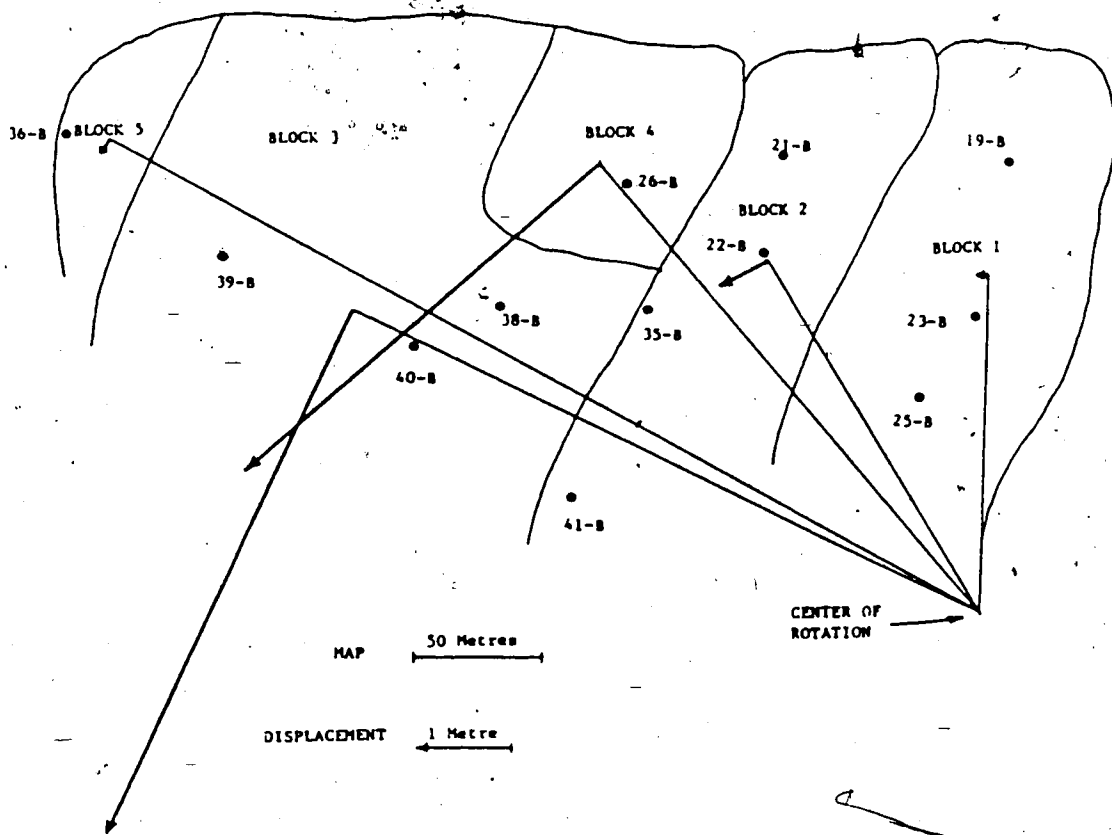 36-B
BLOCK 5
BLOCK 3
BLOCK 4
21-B
19-B
26-B
BLOCK 2
22-B
BLOCK 1
39-B
38-B
35-B
23-B
40-B
25-B
41-B
CENTER OF
ROTATION
MAP 50 Metres
DISPLACEMENT 1 Metre